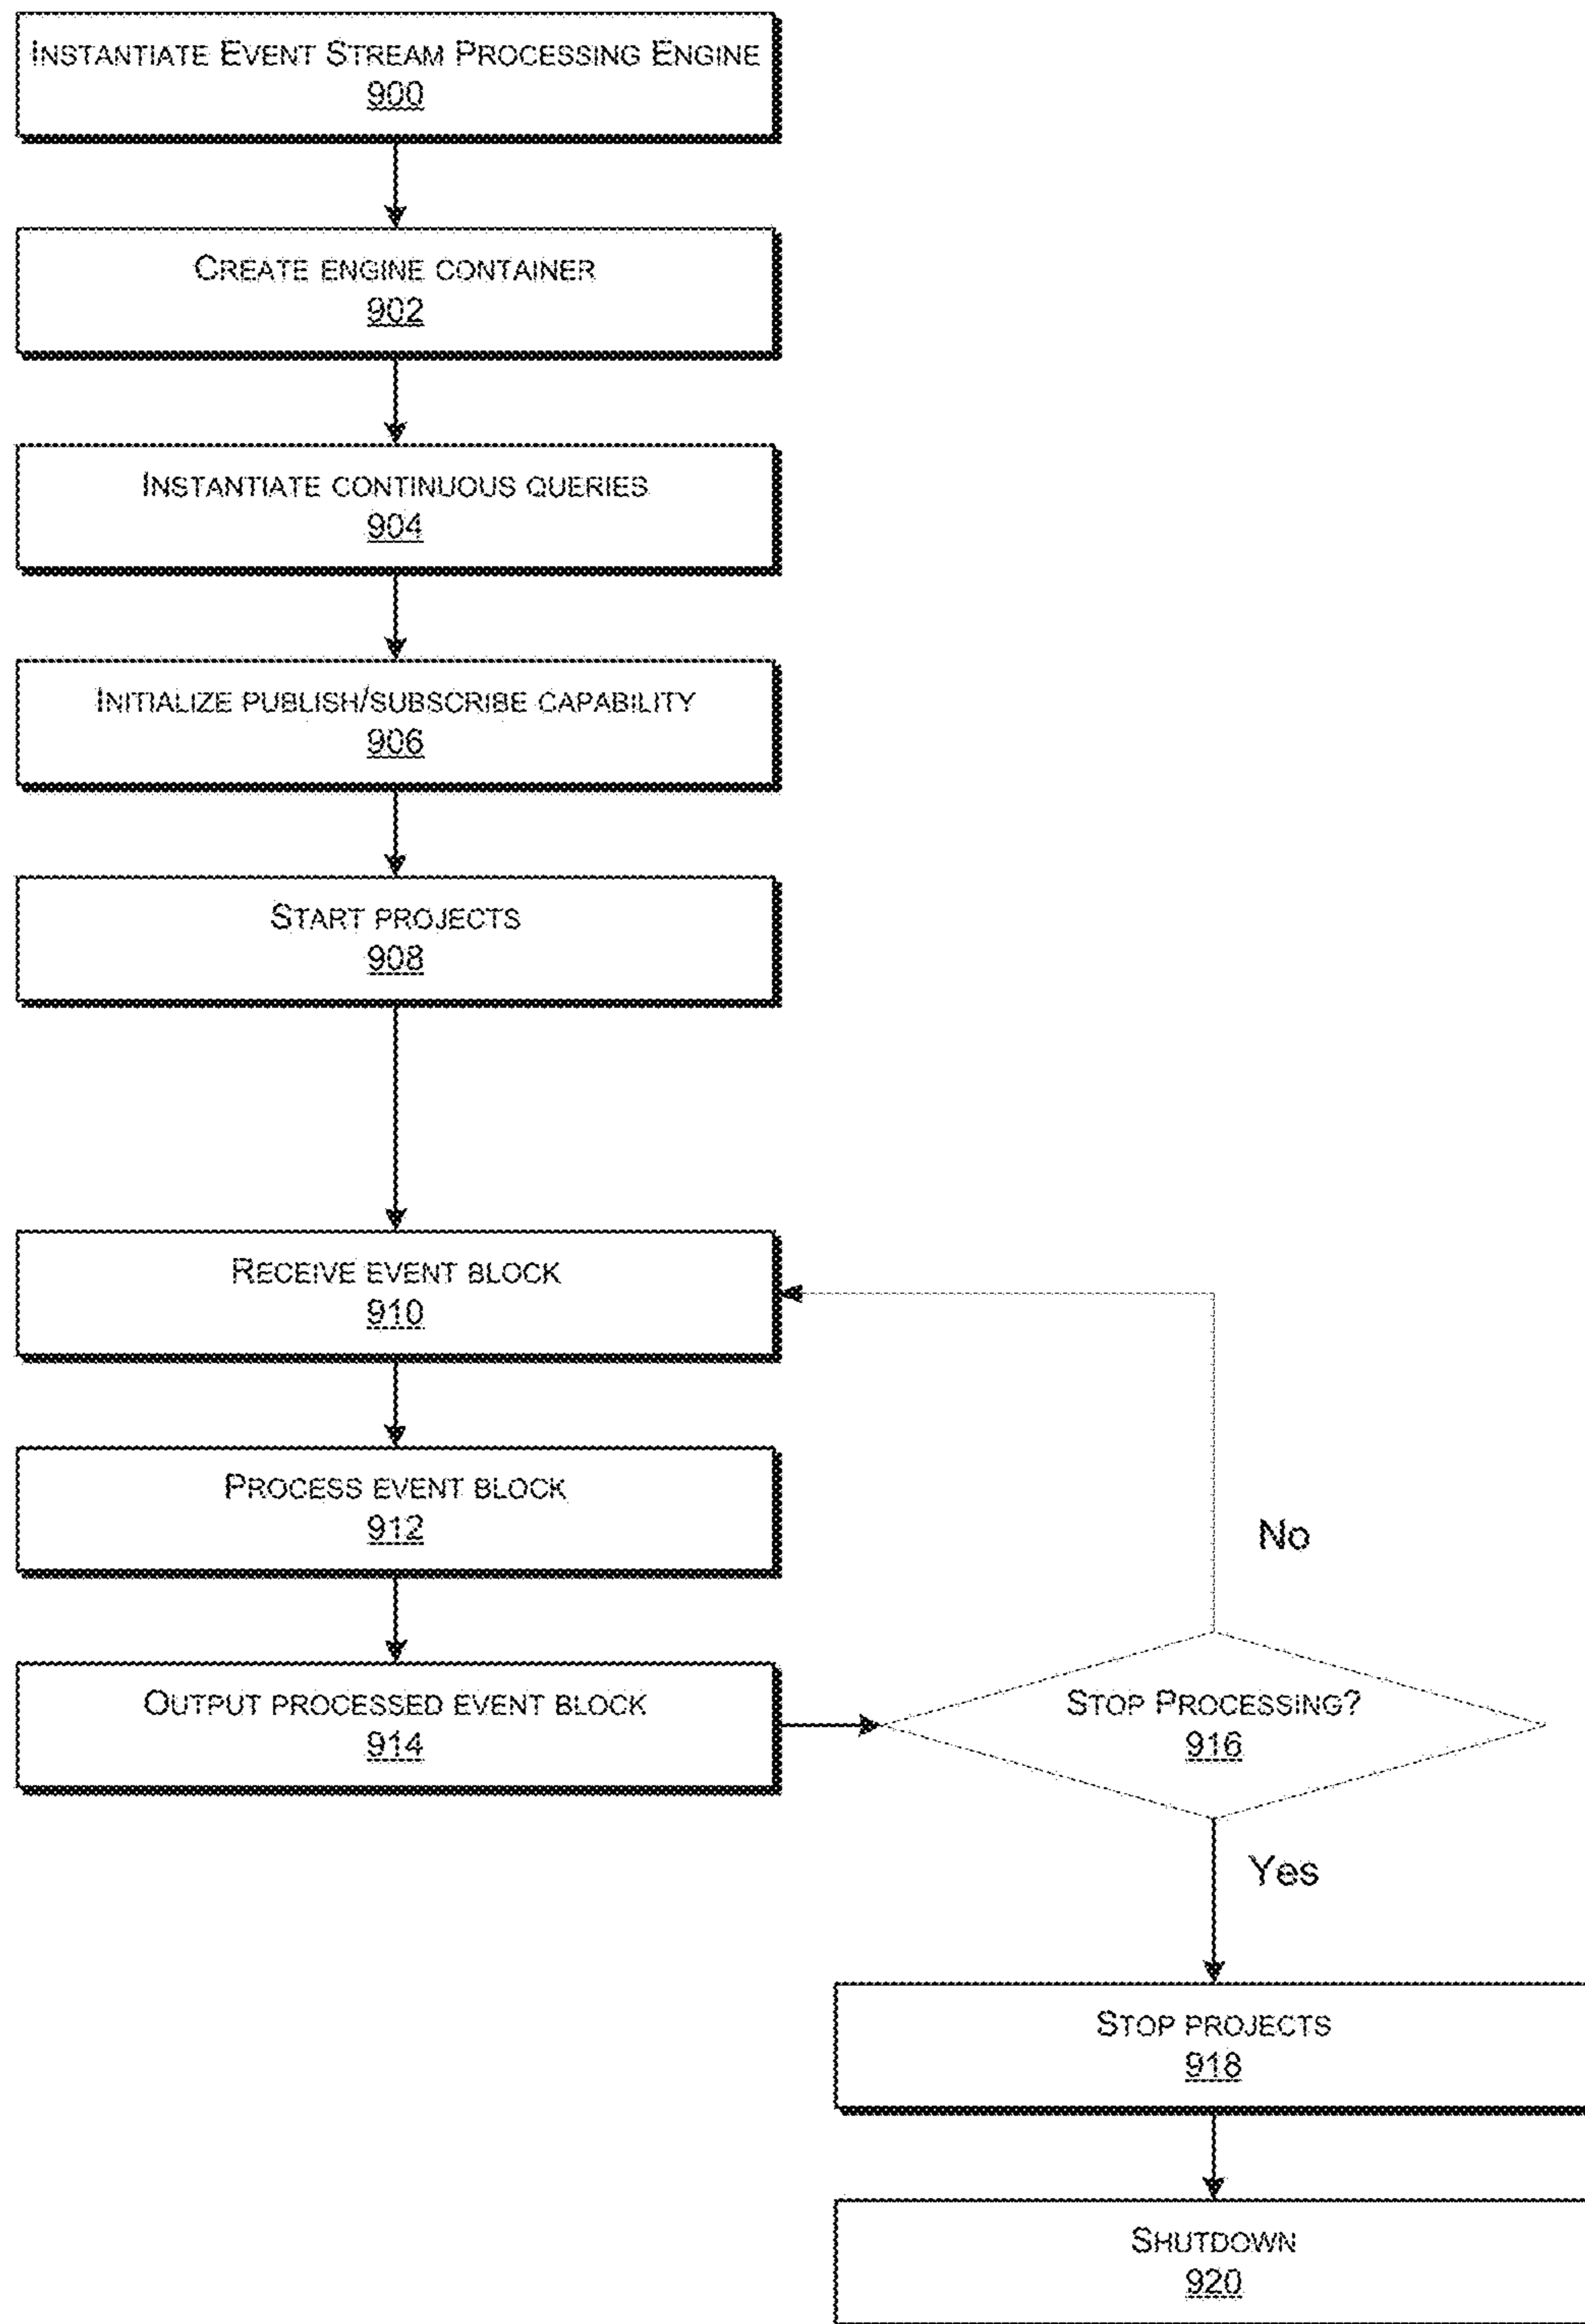 INSTANTIATE EVENT STREAM PROCESSING ENGINE
900
CREATE ENGINE CONTAINER
902
INSTANTIATE CONTINUOUS QUERIES
904
INITIALIZE PUBLISH/SUBSCRIBE CAPABILITY
906
START PROJECTS
908
RECEIVE EVENT BLOCK
910
PROCESS EVENT BLOCK
912
No
OUTPUT PROCESSED EVENT BLOCK
914
STOP PROCESSING?
916
Yes
STOP PROJECTS
918
SHUTDOWN
920